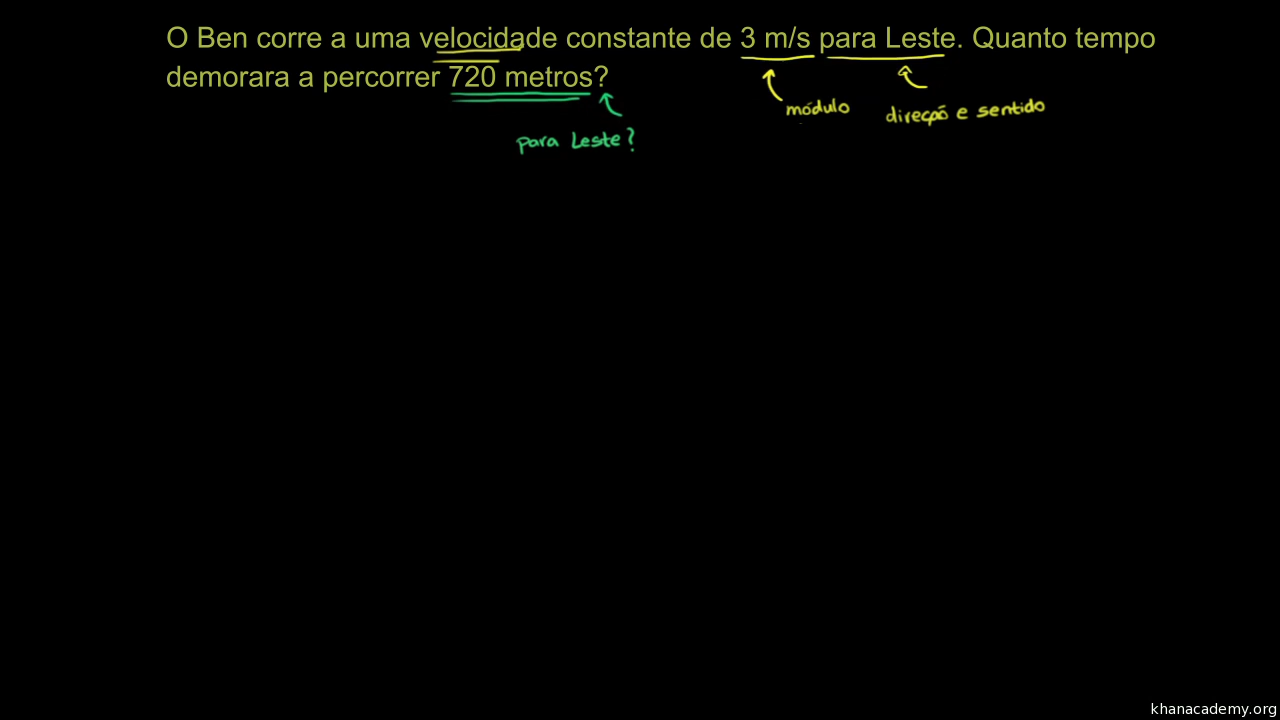 O Ben corre a uma velocidade constante de 3 m/s para Leste. Quanto tempo
demorara a percorrer 720 metros?
módulo
direção e sentido
para Leste?
khanacademy.org